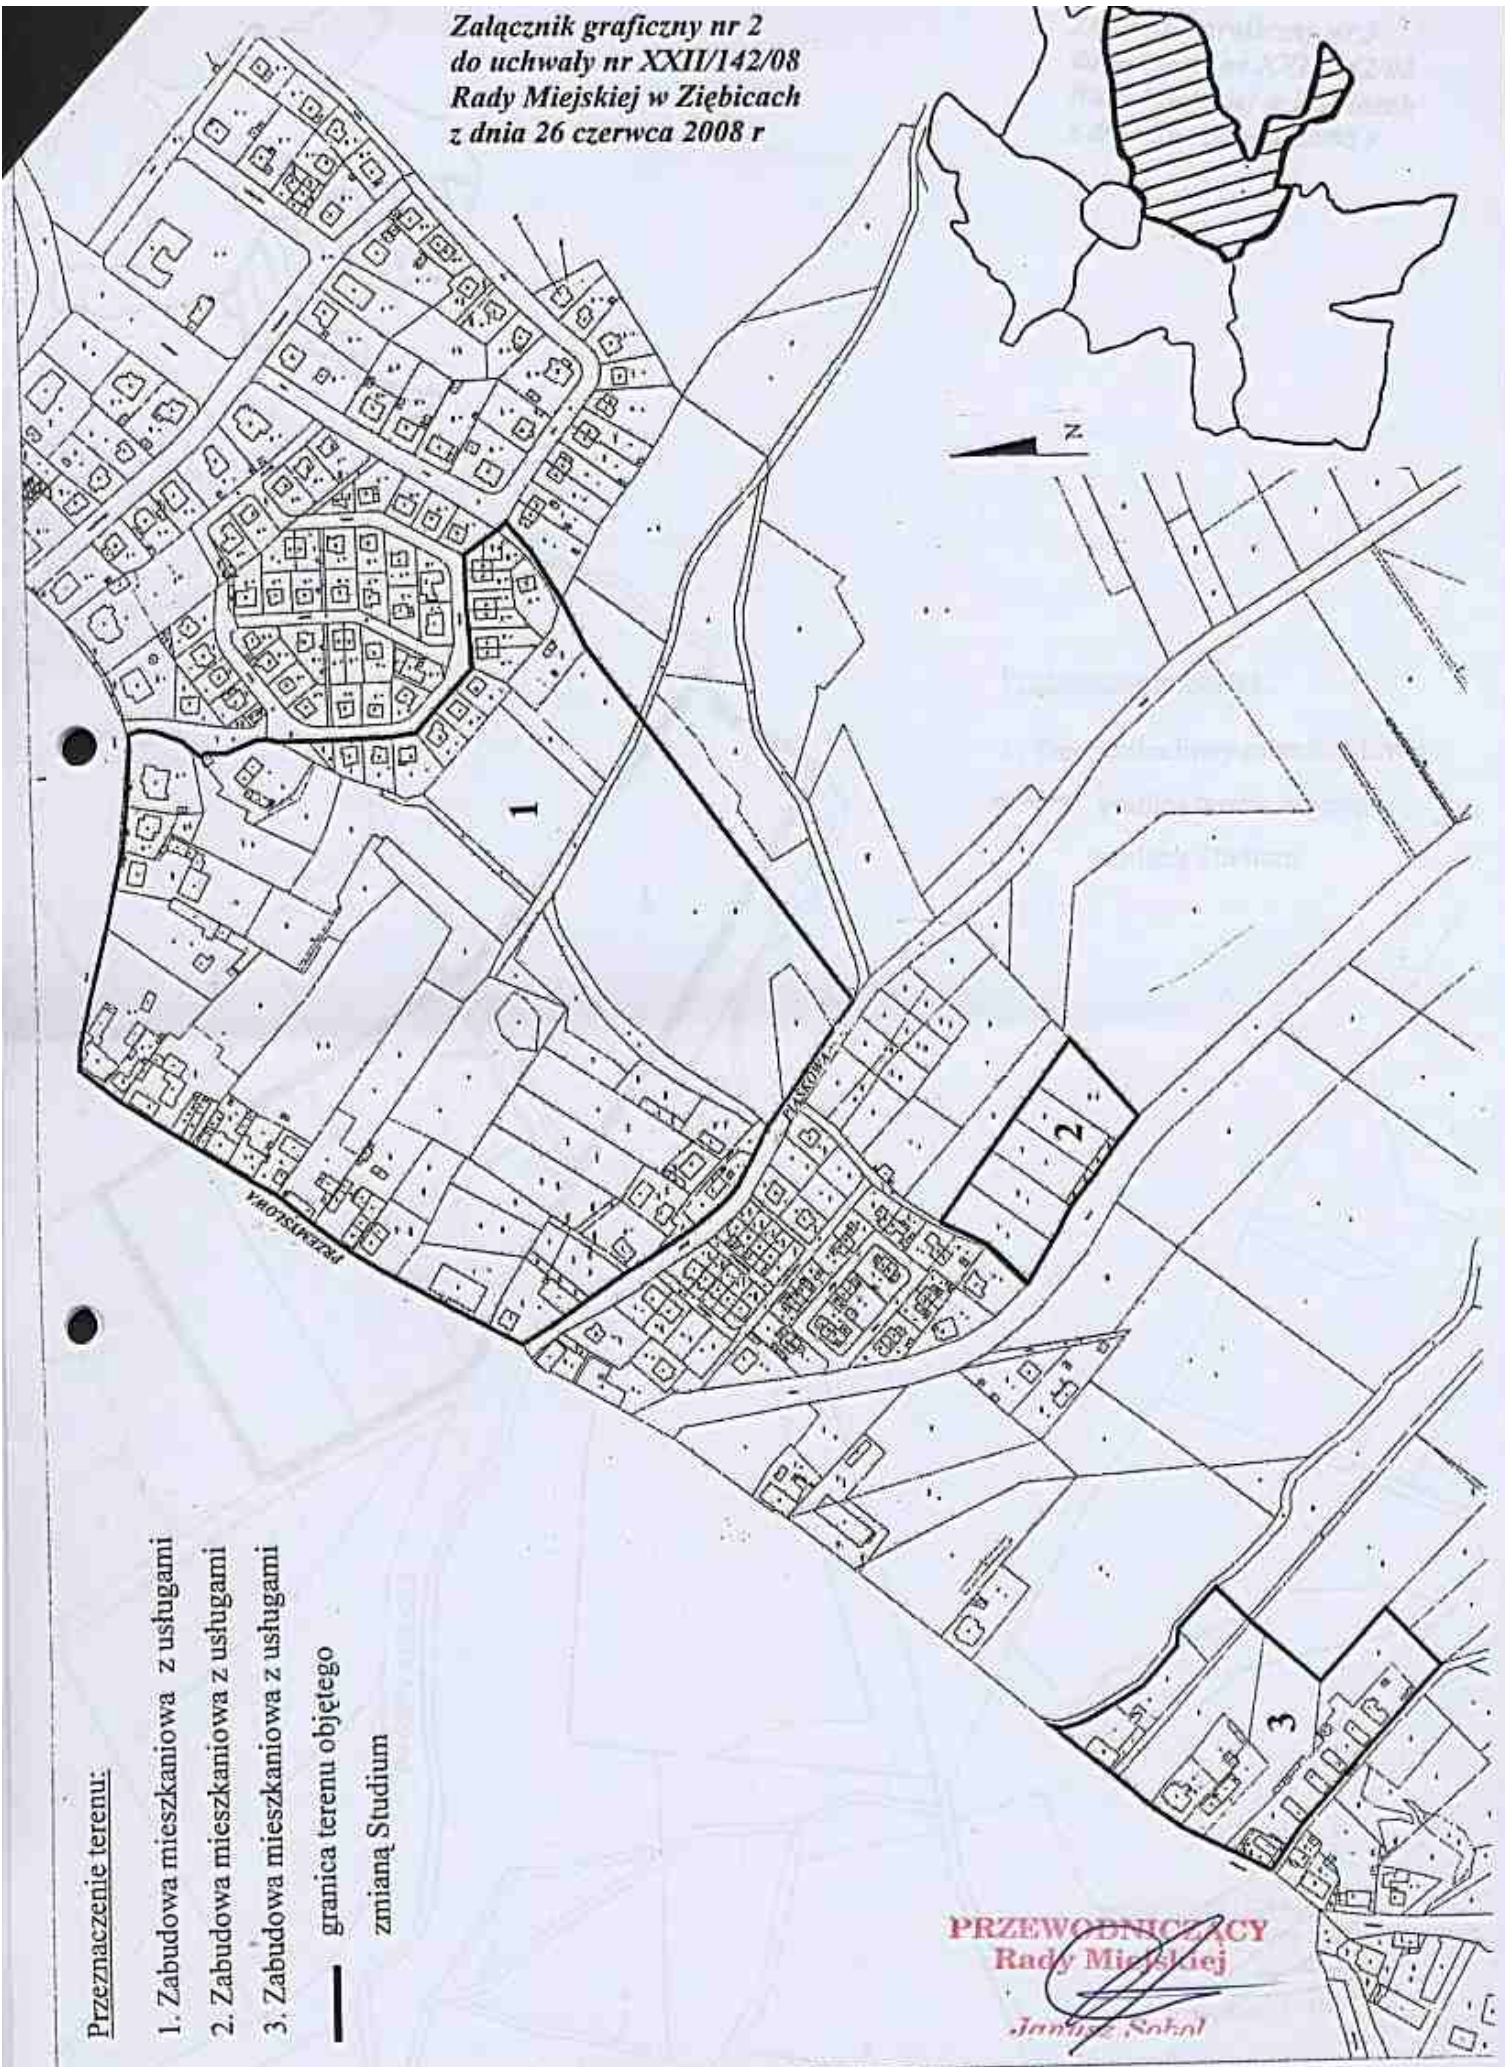 Załącznik graficzny nr 2
do uchwały nr XXII/142/08
Rady Miejskiej w Ziębicach
z dnia 26 czerwca 2008 r
N
1
PIASKOWA
2
PRZEMYSŁOWA
3
Przeznaczenie terenu:
1. Zabudowa mieszkaniowa z usługami
2. Zabudowa mieszkaniowa z usługami
3. Zabudowa mieszkaniowa z usługami
granica terenu objętego
zmianą Studium
PRZEWODNICZĄCY
Rady Miejskiej
Janusz Sobol